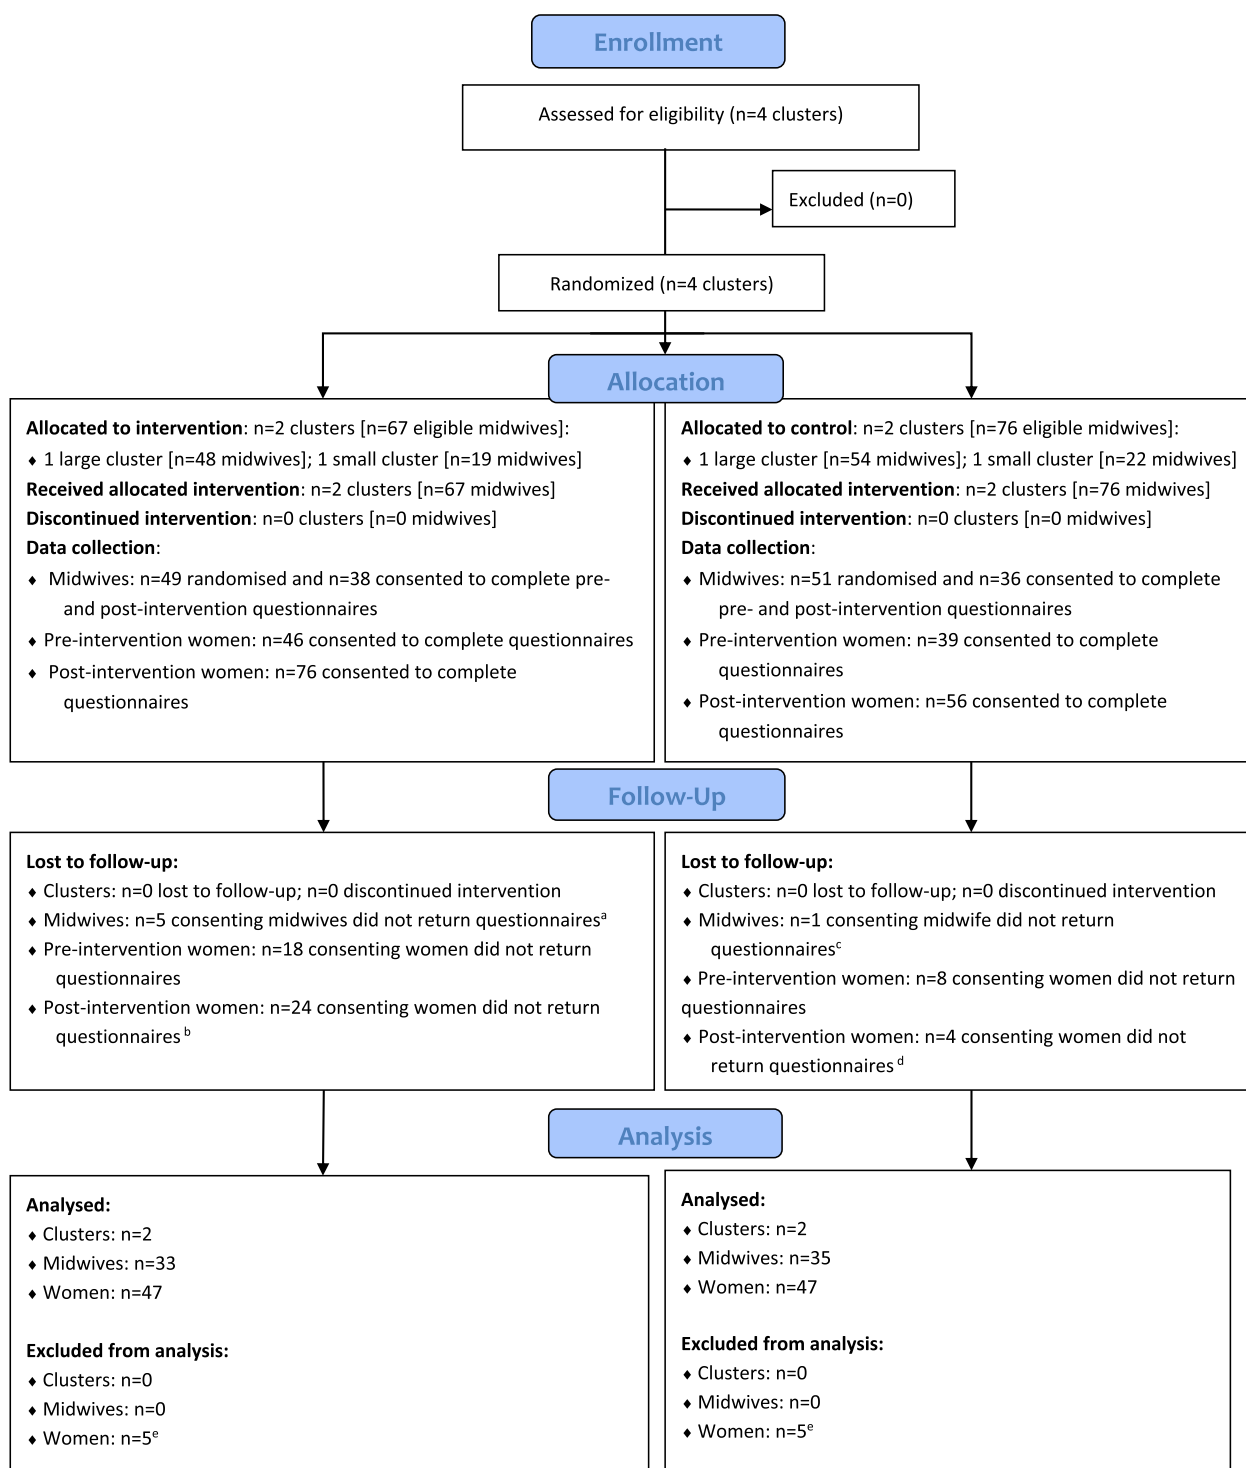 Enrollment
Assessed for eligibility (n=4 clusters)
Excluded (n=0)
Randomized (n=4 clusters)
Allocation
Allocated to intervention: n=2 clusters [n=67 eligible midwives]:
♦ 1 large cluster [n=48 midwives]; 1 small cluster [n=19 midwives]
Received allocated intervention: n=2 clusters [n=67 midwives]
Discontinued intervention: n=0 clusters [n=0 midwives]
Data collection:
♦ Midwives: n=49 randomised and n=38 consented to complete pre-
and post-intervention questionnaires
♦ Pre-intervention women: n=46 consented to complete questionnaires
♦ Post-intervention women: n=76 consented to complete
questionnaires
Allocated to control: n=2 clusters [n=76 eligible midwives]:
♦ 1 large cluster [n=54 midwives]; 1 small cluster [n=22 midwives]
Received allocated intervention: n=2 clusters [n=76 midwives]
Discontinued intervention: n=0 clusters [n=0 midwives]
Data collection:
♦ Midwives: n=51 randomised and n=36 consented to complete
pre- and post-intervention questionnaires
♦ Pre-intervention women: n=39 consented to complete
questionnaires
♦ Post-intervention women: n=56 consented to complete
questionnaires
Follow-Up
Lost to follow-up:
♦ Clusters: n=0 lost to follow-up; n=0 discontinued intervention
♦ Midwives: n=5 consenting midwives did not return questionnairesᵃ
♦ Pre-intervention women: n=18 consenting women did not return
questionnaires
♦ Post-intervention women: n=24 consenting women did not return
questionnaires ᵇ
Lost to follow-up:
♦ Clusters: n=0 lost to follow-up; n=0 discontinued intervention
♦ Midwives: n=1 consenting midwife did not return
questionnairesᶜ
♦ Pre-intervention women: n=8 consenting women did not return
questionnaires
♦ Post-intervention women: n=4 consenting women did not
return questionnaires ᵈ
Analysis
Analysed:
♦ Clusters: n=2
♦ Midwives: n=33
♦ Women: n=47
Excluded from analysis:
♦ Clusters: n=0
♦ Midwives: n=0
♦ Women: n=5ᵉ
Analysed:
♦ Clusters: n=2
♦ Midwives: n=35
♦ Women: n=47
Excluded from analysis:
♦ Clusters: n=0
♦ Midwives: n=0
♦ Women: n=5ᵉ